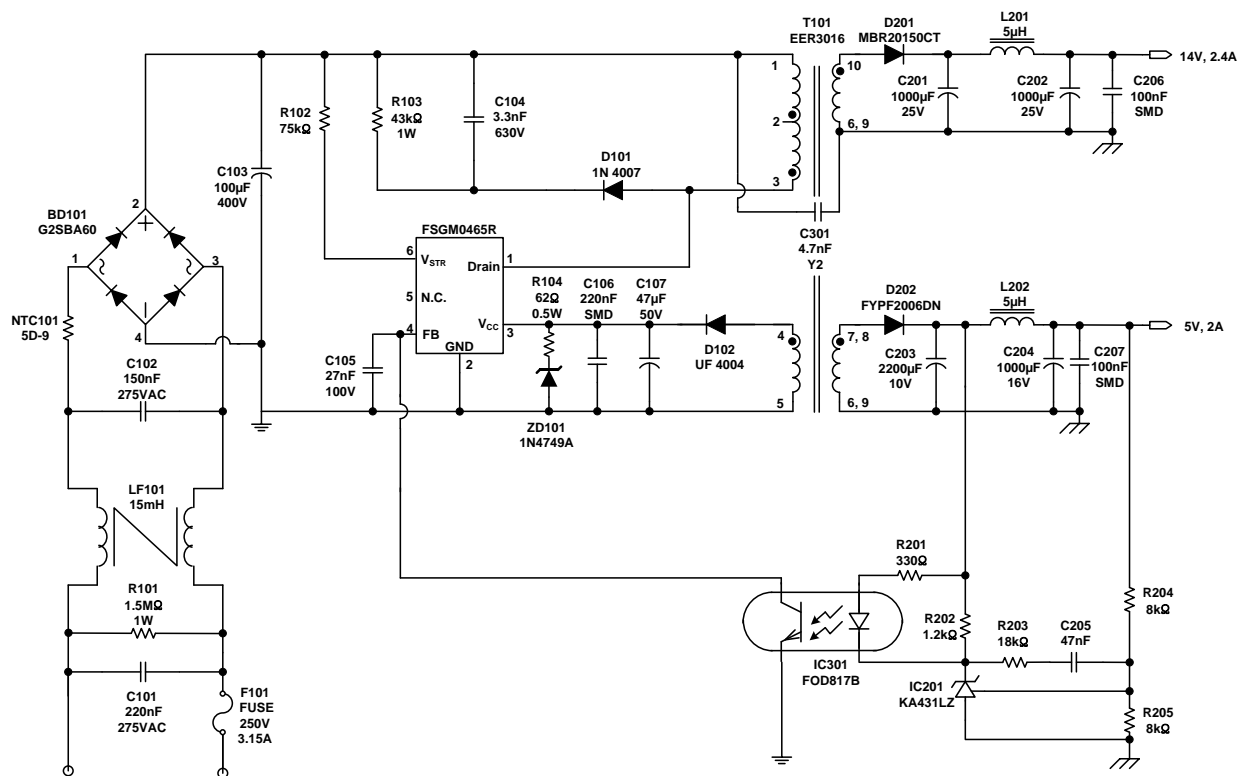 T101
EER3016
D201
MBR20150CT
L201
5µH
14V, 2.4A
1
10
C201
1000µF
25V
C202
1000µF
25V
C206
100nF
SMD
R102
75kΩ
R103
43kΩ
1W
C104
3.3nF
630V
2
6, 9
C103
100µF
400V
D101
1N 4007
3
BD101
G2SBA60
2
1
3
4
FSGM0465R
C301
4.7nF
Y2
6
VSTR
Drain
1
5
N.C.
4
FB
VCC
3
GND
2
R104
62Ω
0.5W
C106
220nF
SMD
C107
47µF
50V
D202
FYPF2006DN
L202
5µH
5V, 2A
NTC101
5D-9
C102
150nF
275VAC
C105
27nF
100V
D102
UF 4004
4
7, 8
C203
2200µF
10V
C204
1000µF
16V
C207
100nF
SMD
5
6, 9
ZD101
1N4749A
LF101
15mH
R201
330Ω
R101
1.5MΩ
1W
R202
1.2kΩ
R203
18kΩ
C205
47nF
R204
8kΩ
IC301
FOD817B
IC201
KA431LZ
C101
220nF
275VAC
F101
FUSE
250V
3.15A
R205
8kΩ